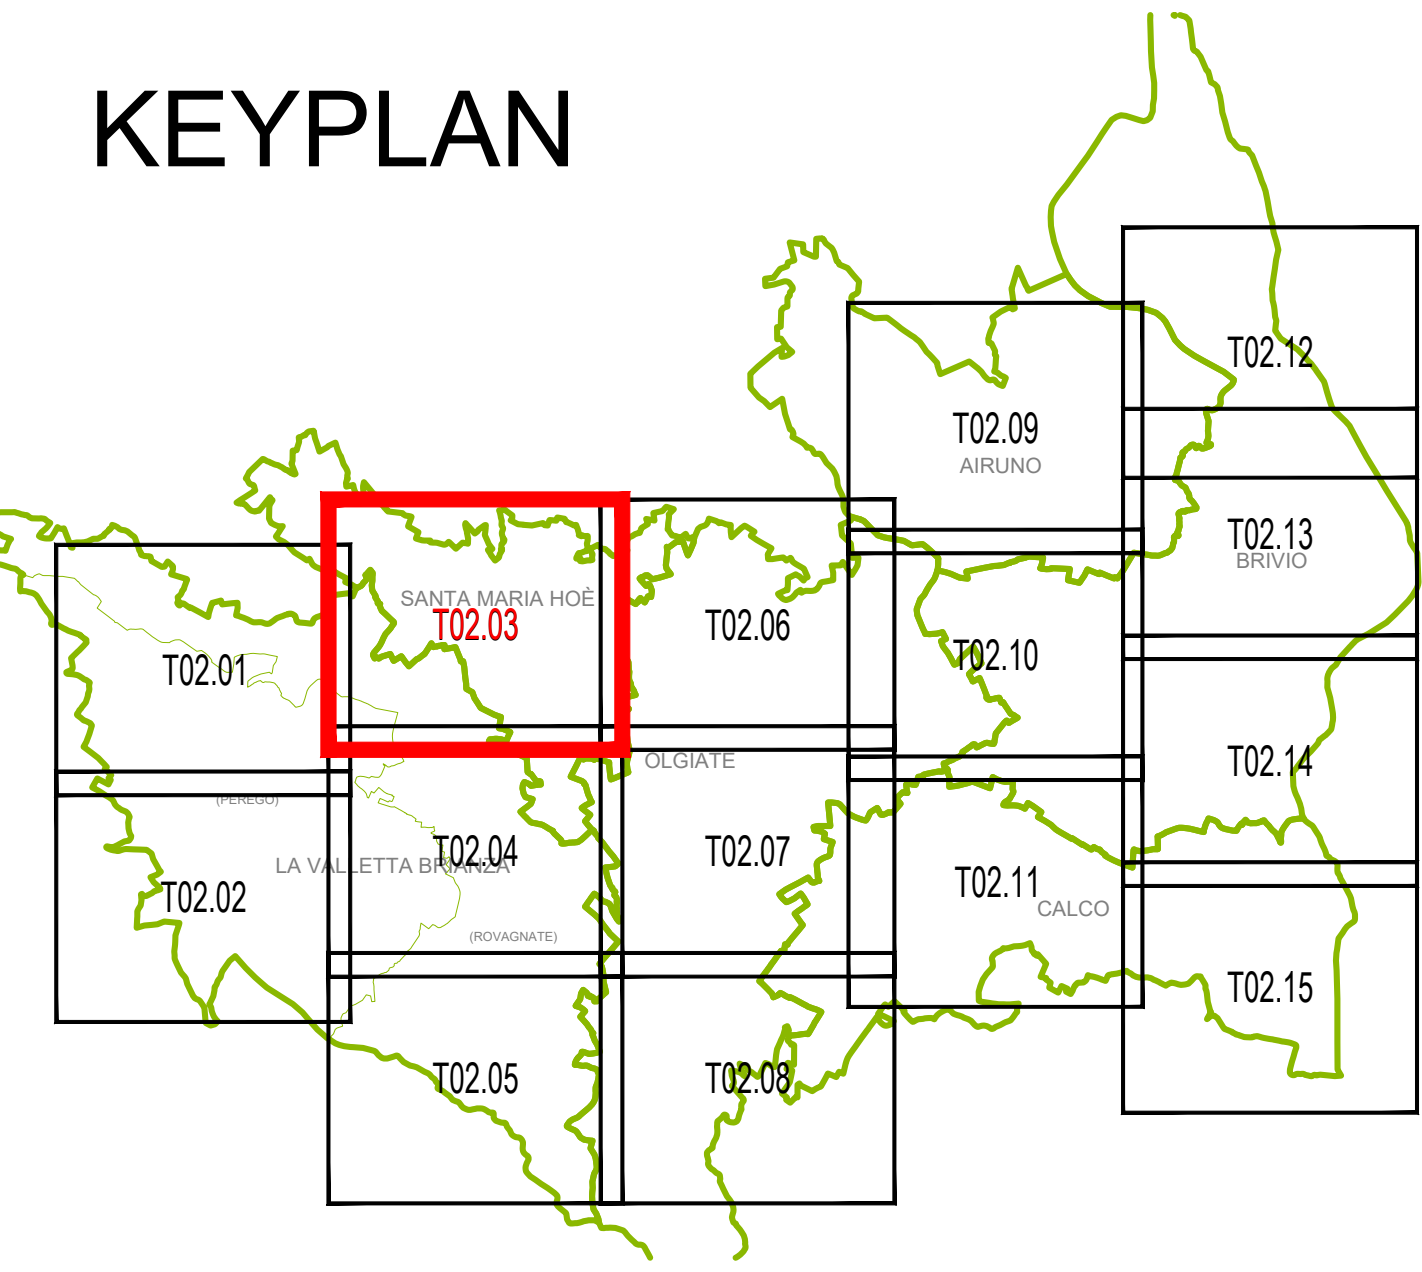 KEYPLAN
T02.12
T02.09
AIRUNO
T02.13
BRIVIO
SANTA MARIA HOÈ
T02.03
T02.06
T02.10
T02.01
OLGIATE
T02.14
(PEREGO)
T02.04
LA VALLETTA BRIANZA
T02.07
T02.02
T02.11
CALCO
(ROVAGNATE)
T02.15
T02.05
T02.08